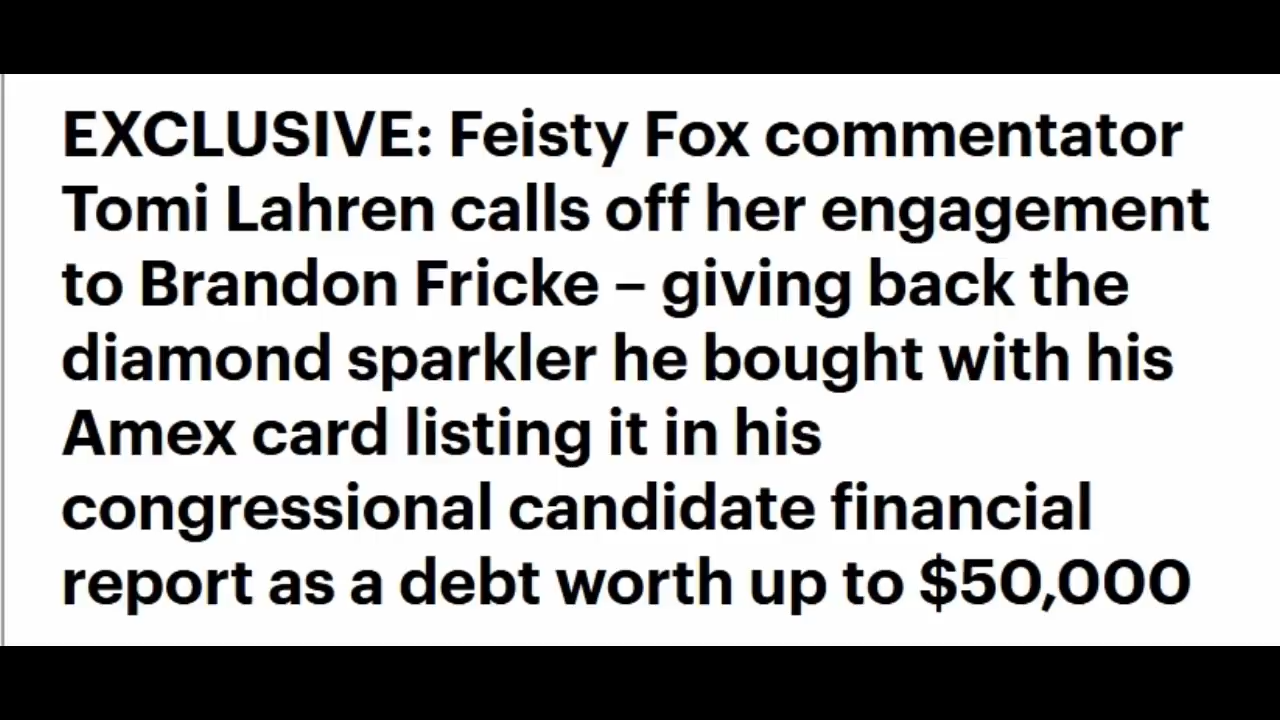 EXCLUSIVE: Feisty Fox commentator
Tomi Lahren calls off her engagement
to Brandon Fricke – giving back the
diamond sparkler he bought with his
Amex card listing it in his
congressional candidate financial
report as a debt worth up to $50,000